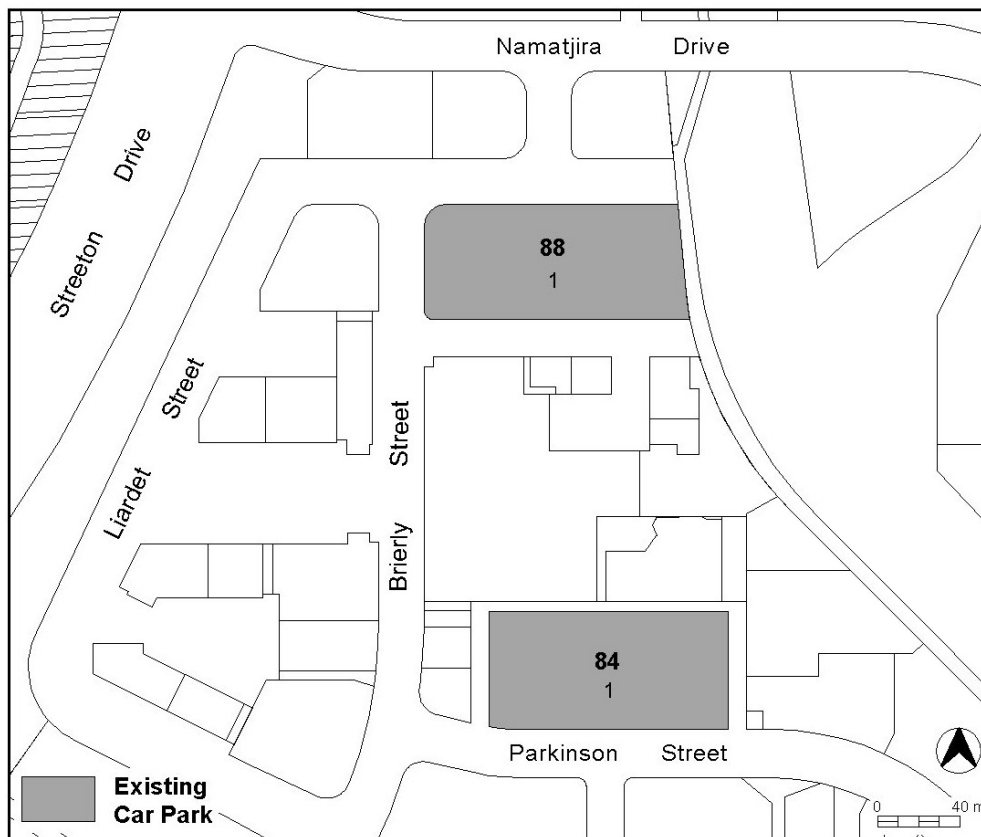 Namatjira Drive
Streeton Drive
88
1
Liardet Street
Brierly Street
84
1
Parkinson Street
Existing
Car Park
0 40 m